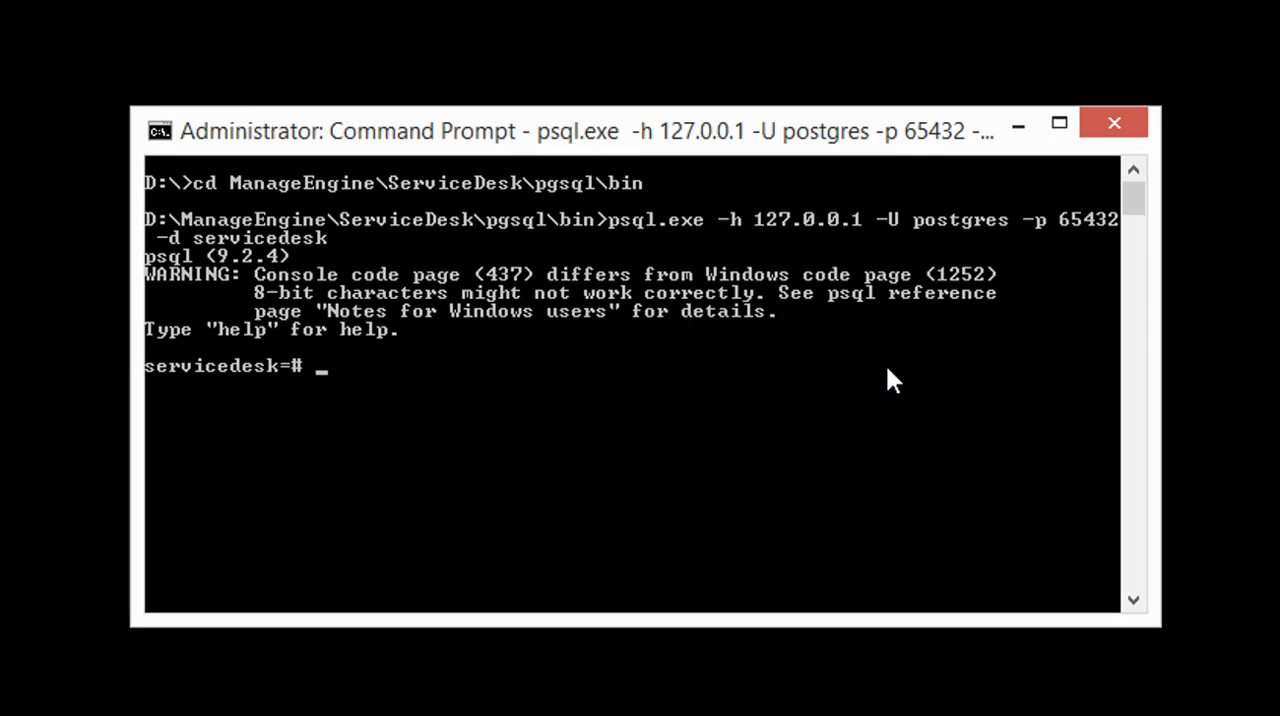 Administrator: Command Prompt - psql.exe  -h 127.0.0.1 -U postgres -p 65432 -...
D:\>cd ManageEngine\ServiceDesk\pgsql\bin
D:\ManageEngine\ServiceDesk\pgsql\bin>psql.exe -h 127.0.0.1 -U postgres -p 65432
 -d servicedesk
psql (9.2.4)
WARNING: Console code page (437) differs from Windows code page (1252)
         8-bit characters might not work correctly. See psql reference
         page "Notes for Windows users" for details.
Type "help" for help.
servicedesk=# _